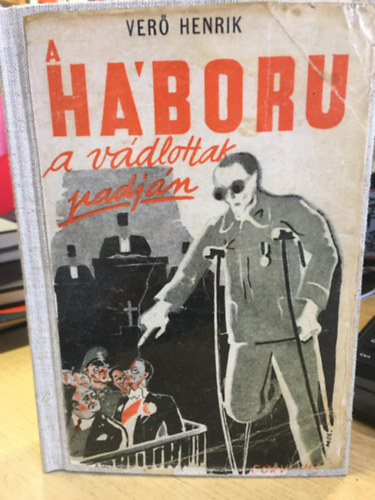 VERŐ HENRIK
A
HÁBORU
a vádlottak
padján